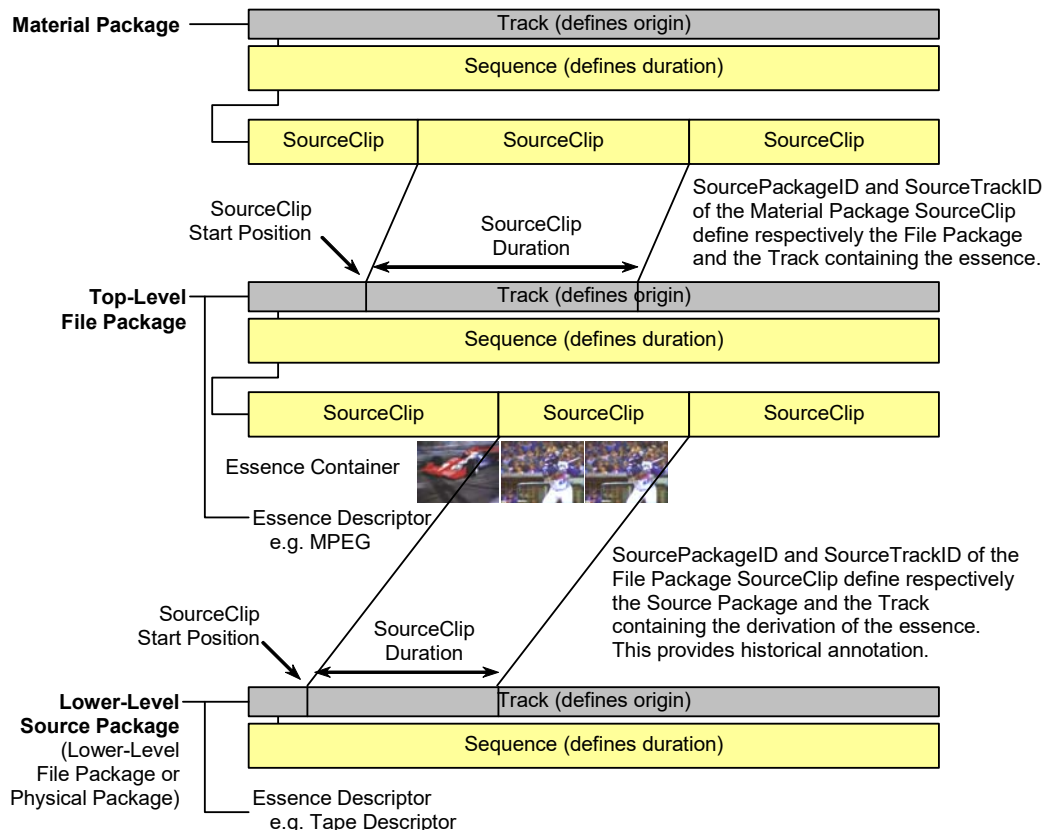 Material Package
Track (defines origin)
Sequence (defines duration)
SourceClip
SourceClip
SourceClip
SourceClip
Start Position
SourceClip
Duration
SourcePackageID and SourceTrackID
of the Material Package SourceClip
define respectively the File Package
and the Track containing the essence.
Top-Level
File Package
Track (defines origin)
Sequence (defines duration)
SourceClip
SourceClip
SourceClip
Essence Container
Essence Descriptor
e.g. MPEG
SourcePackageID and SourceTrackID of the
File Package SourceClip define respectively
the Source Package and the Track
containing the derivation of the essence.
This provides historical annotation.
SourceClip
Start Position
SourceClip
Duration
Lower-Level
Source Package
(Lower-Level
File Package or
Physical Package)
Track (defines origin)
Sequence (defines duration)
Essence Descriptor
e.g. Tape Descriptor